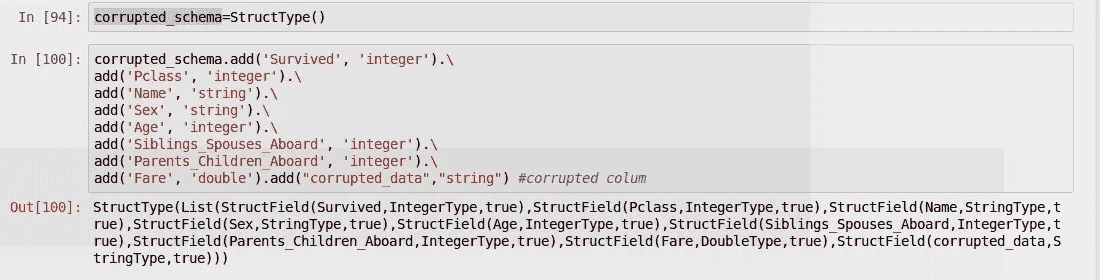 In [94]: corrupted_schema=StructType()
In [100]: corrupted_schema.add('Survived', 'integer').\
add('Pclass', 'integer').\
add('Name', 'string').\
add('Sex', 'string').\
add('Age', 'integer').\
add('Siblings_Spouses_Aboard', 'integer').\
add('Parents_Children_Aboard', 'integer').\
add('Fare', 'double').add("corrupted_data","string") #corrupted colum
Out[100]: StructType(List(StructField(Survived,IntegerType,true),StructField(Pclass,IntegerType,true),StructField(Name,StringType,t
rue),StructField(Sex,StringType,true),StructField(Age,IntegerType,true),StructField(Siblings_Spouses_Aboard,IntegerType,t
rue),StructField(Parents_Children_Aboard,IntegerType,true),StructField(Fare,DoubleType,true),StructField(corrupted_data,S
tringType,true)))